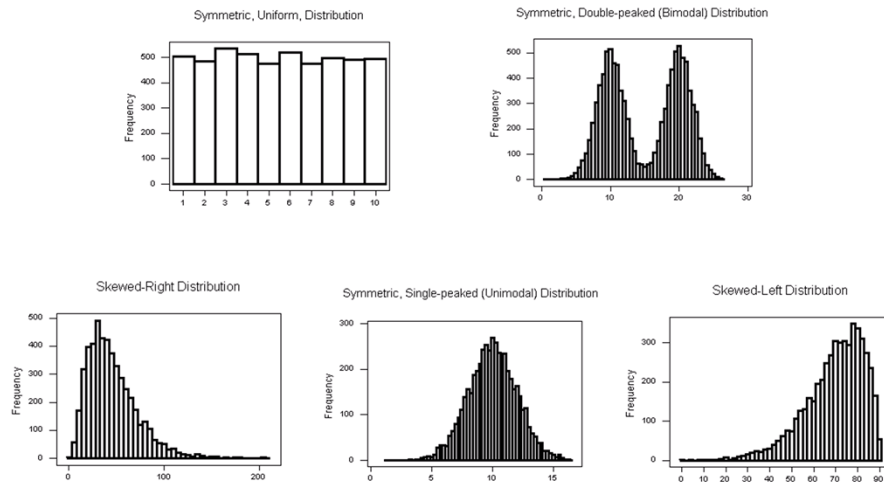 Symmetric, Uniform, Distribution
500
400
300
200
100
0
Frequency
1 2 3 4 5 6 7 8 9 10
Symmetric, Double-peaked (Bimodal) Distribution
500
400
300
200
100
0
Frequency
0 10 20 30
Skewed-Right Distribution
500
400
300
200
100
0
Frequency
0 100 200
Symmetric, Single-peaked (Unimodal) Distribution
300
200
100
0
Frequency
0 5 10 15
Skewed-Left Distribution
300
200
100
0
Frequency
0 10 20 30 40 50 60 70 80 90